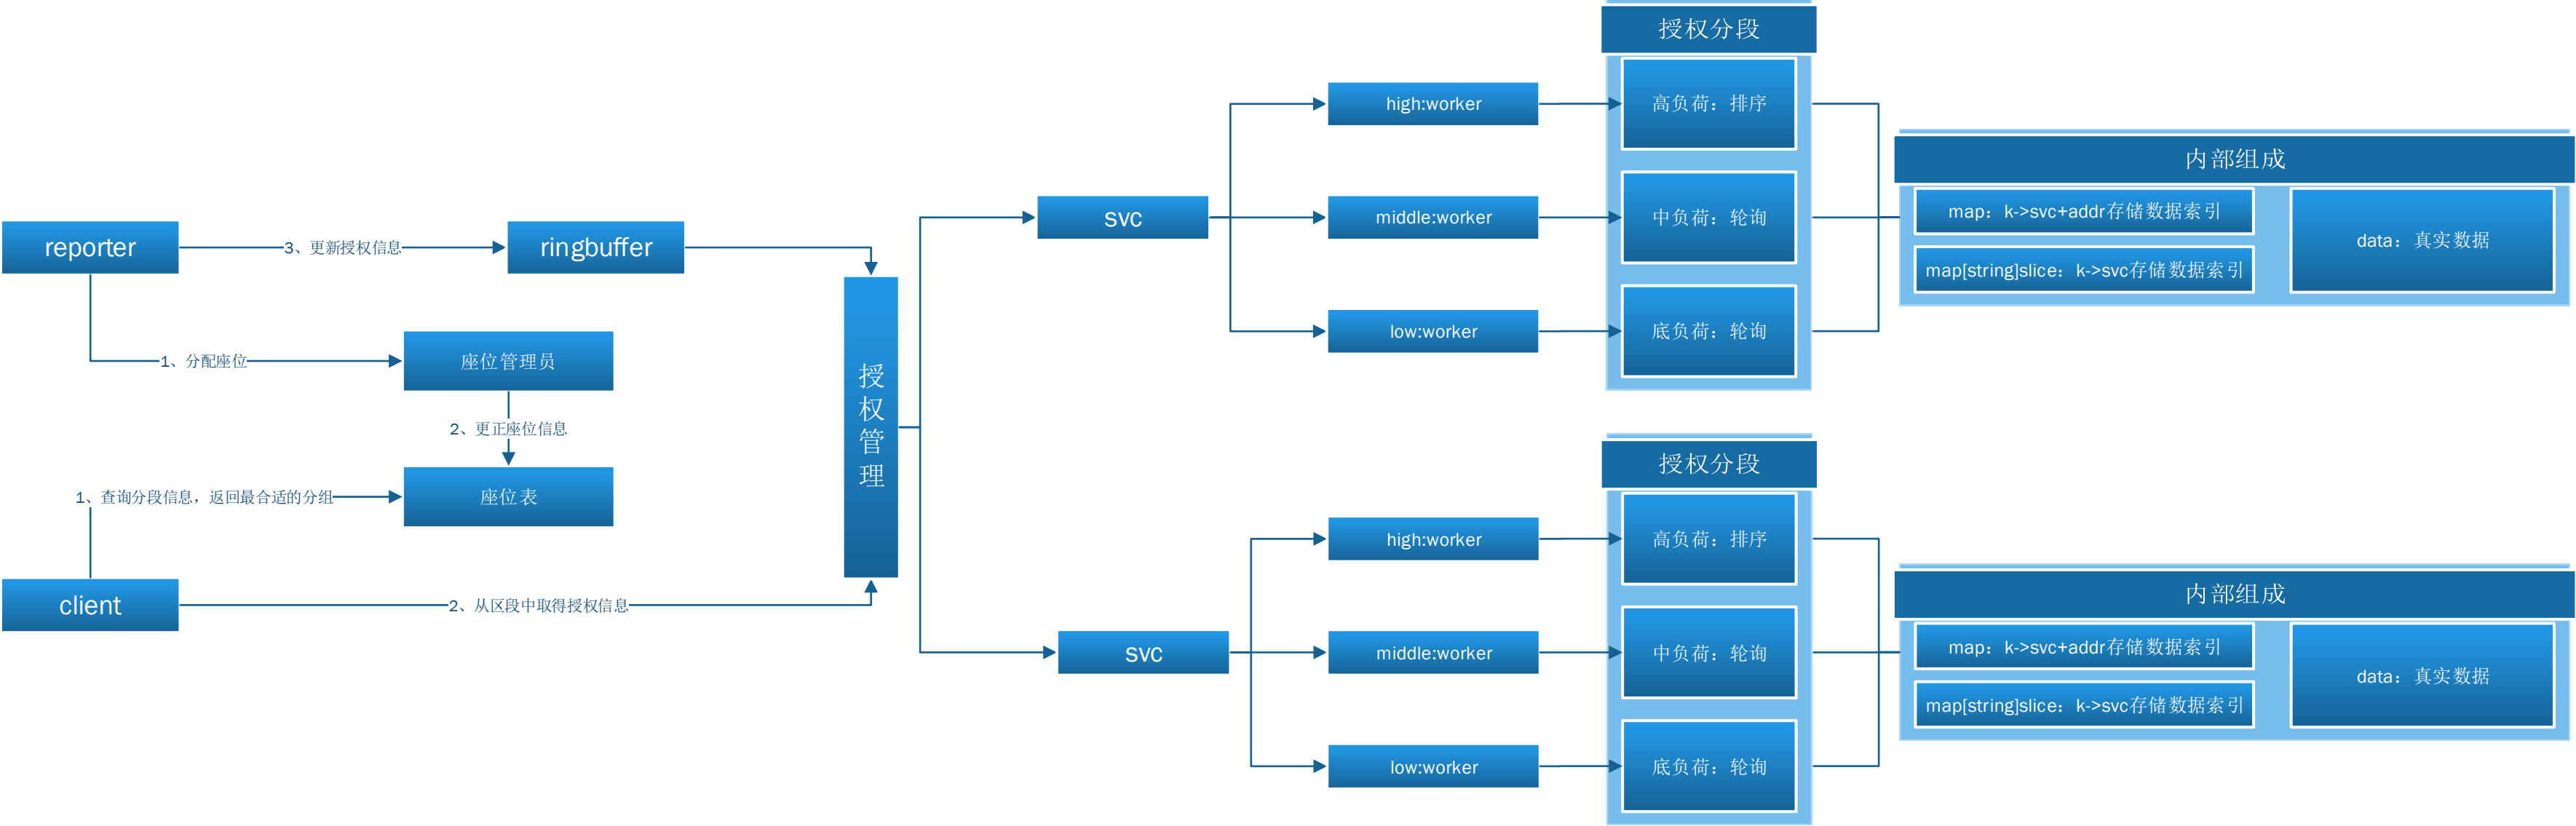 reporter
3、更新授权信息
ringbuffer
1、分配座位
座位管理员
2、更正座位信息
1、查询分段信息，返回最合适的分组
座位表
client
2、从区段中取得授权信息
授权管理
svc
high:worker
middle:worker
low:worker
授权分段
高负荷：排序
中负荷：轮询
底负荷：轮询
内部组成
map：k->svc+addr存储数据索引
map[string]slice：k->svc存储数据索引
data：真实数据
svc
high:worker
middle:worker
low:worker
授权分段
高负荷：排序
中负荷：轮询
底负荷：轮询
内部组成
map：k->svc+addr存储数据索引
map[string]slice：k->svc存储数据索引
data：真实数据